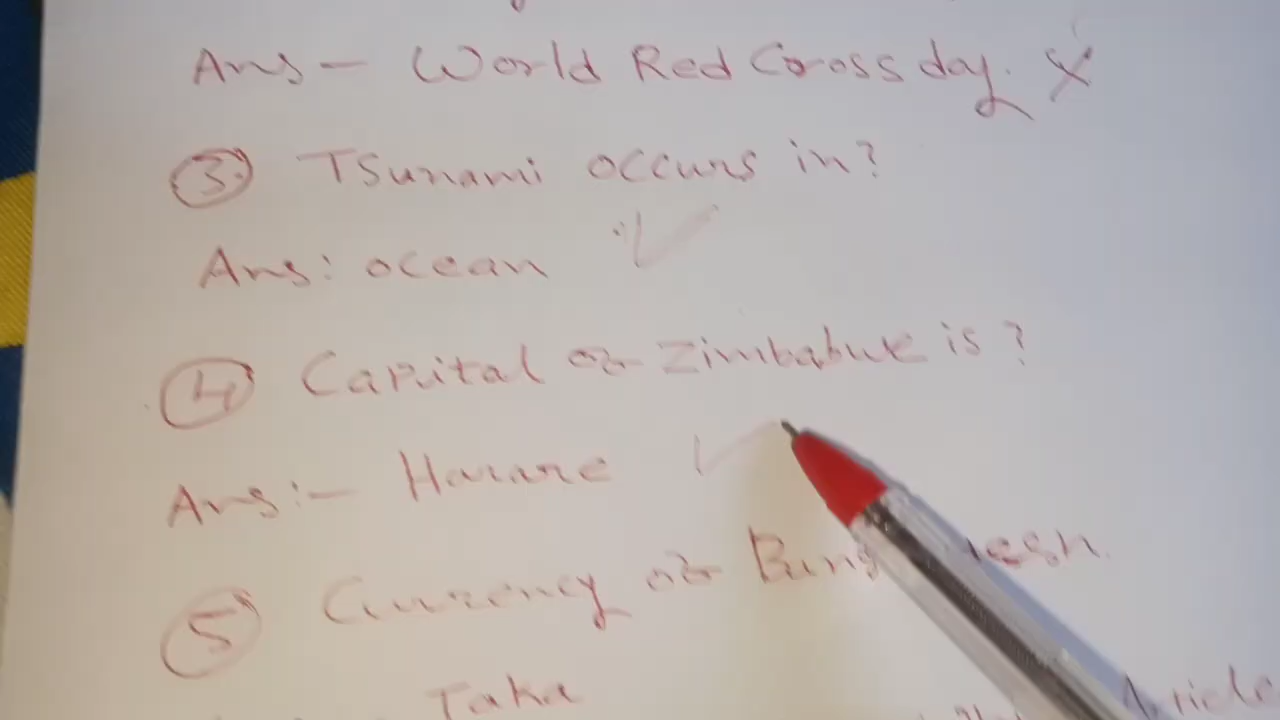 Ans - World Red Cross day.
3. Tsunami occurs in?
Ans: ocean
4 Capital of Zimbabwe is?
Ans:- Harare
5 Currency of
Taka
Article